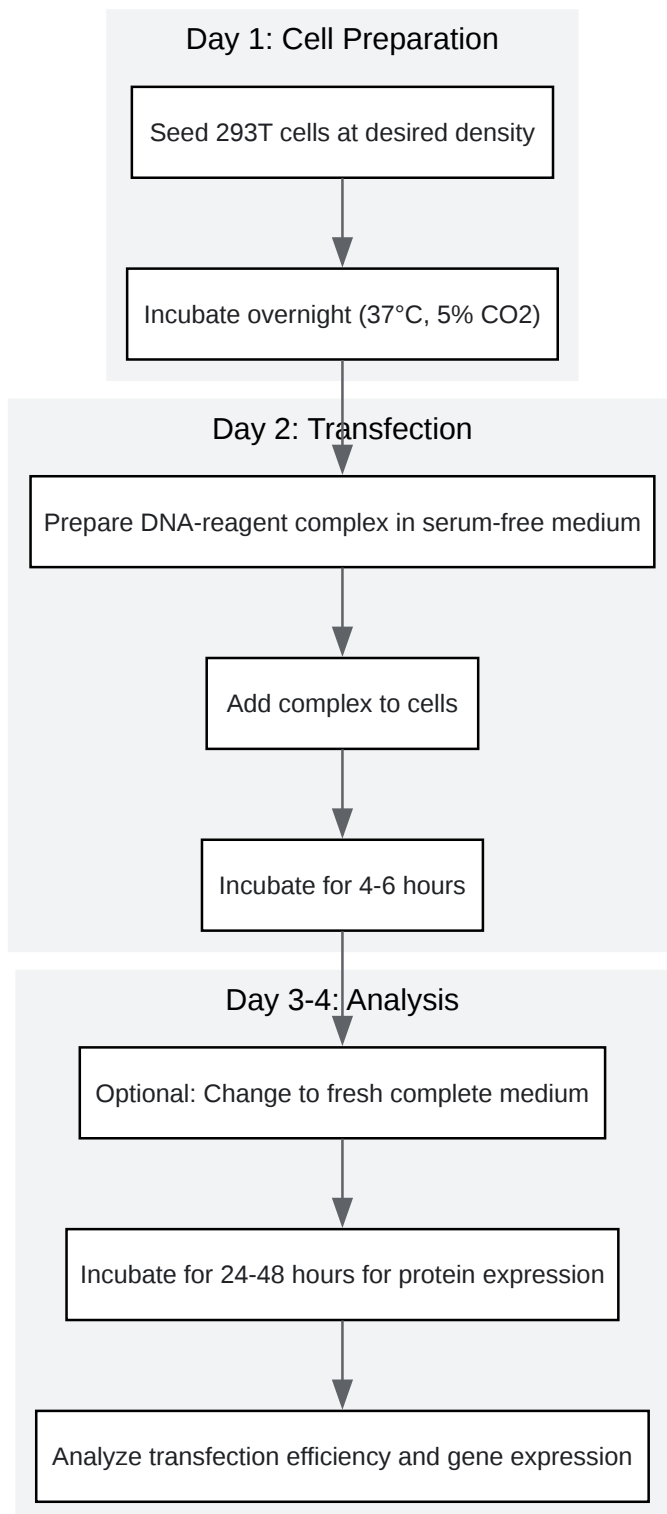 Day 1: Cell Preparation
Seed 293T cells at desired density
Incubate overnight (37°C, 5% CO2)
Day 2: Transfection
Prepare DNA-reagent complex in serum-free medium
Add complex to cells
Incubate for 4-6 hours
Day 3-4: Analysis
Optional: Change to fresh complete medium
Incubate for 24-48 hours for protein expression
Analyze transfection efficiency and gene expression